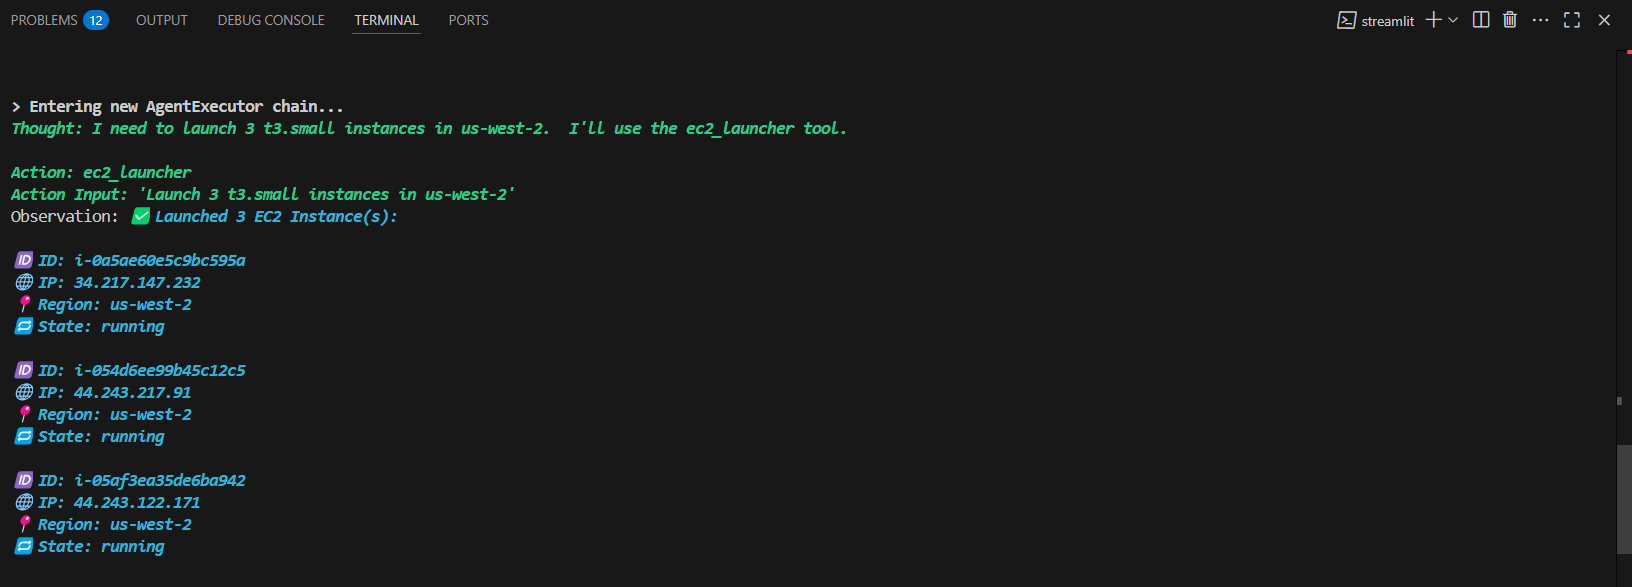 PROBLEMS 12 OUTPUT DEBUG CONSOLE TERMINAL PORTS streamlit
> Entering new AgentExecutor chain...
Thought: I need to launch 3 t3.small instances in us-west-2.  I'll use the ec2_launcher tool.
Action: ec2_launcher
Action Input: 'Launch 3 t3.small instances in us-west-2'
Observation: ✅ Launched 3 EC2 Instance(s):
🆔 ID: i-0a5ae60e5c9bc595a
🌐 IP: 34.217.147.232
📍 Region: us-west-2
🔁 State: running
🆔 ID: i-054d6ee99b45c12c5
🌐 IP: 44.243.217.91
📍 Region: us-west-2
🔁 State: running
🆔 ID: i-05af3ea35de6ba942
🌐 IP: 44.243.122.171
📍 Region: us-west-2
🔁 State: running